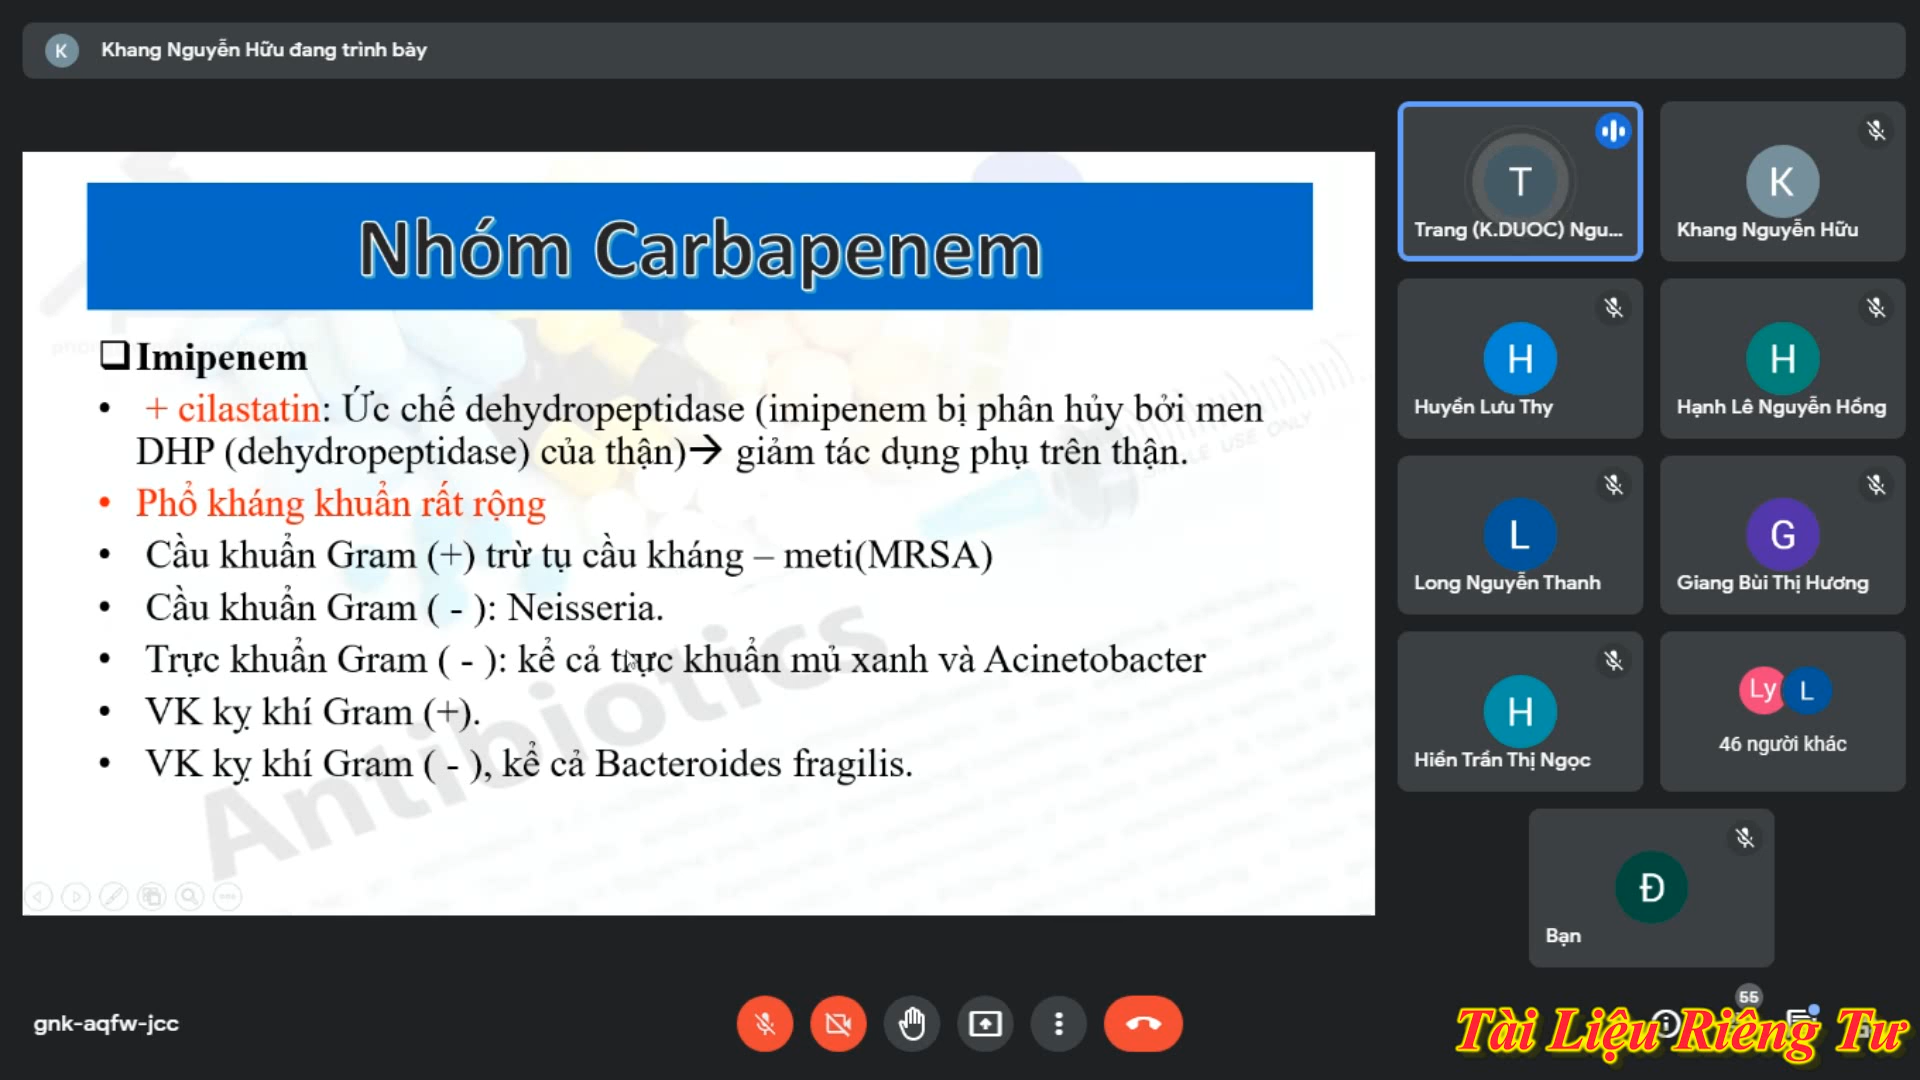 K
Khang Nguyễn Hữu đang trình bày
Nhóm Carbapenem
Imipenem
• + cilastatin: Ức chế dehydropeptidase (imipenem bị phân hủy bởi men
DHP (dehydropeptidase) của thận)→ giảm tác dụng phụ trên thận.
• Phổ kháng khuẩn rất rộng
• Cầu khuẩn Gram (+) trừ tụ cầu kháng – meti(MRSA)
• Cầu khuẩn Gram ( - ): Neisseria.
• Trực khuẩn Gram ( - ): kể cả trực khuẩn mủ xanh và Acinetobacter
• VK kỵ khí Gram (+).
• VK kỵ khí Gram ( - ), kể cả Bacteroides fragilis.
Antibiotics
USE ONLY
T
Trang (K.DUOC) Ngu...
K
Khang Nguyễn Hữu
H
Huyền Lưu Thy
H
Hạnh Lê Nguyễn Hồng
L
Long Nguyễn Thanh
G
Giang Bùi Thị Hương
H
Hiền Trần Thị Ngọc
Ly L
46 người khác
Đ
Bạn
gnk-aqfw-jcc
55
Tài Liệu Riêng Tư